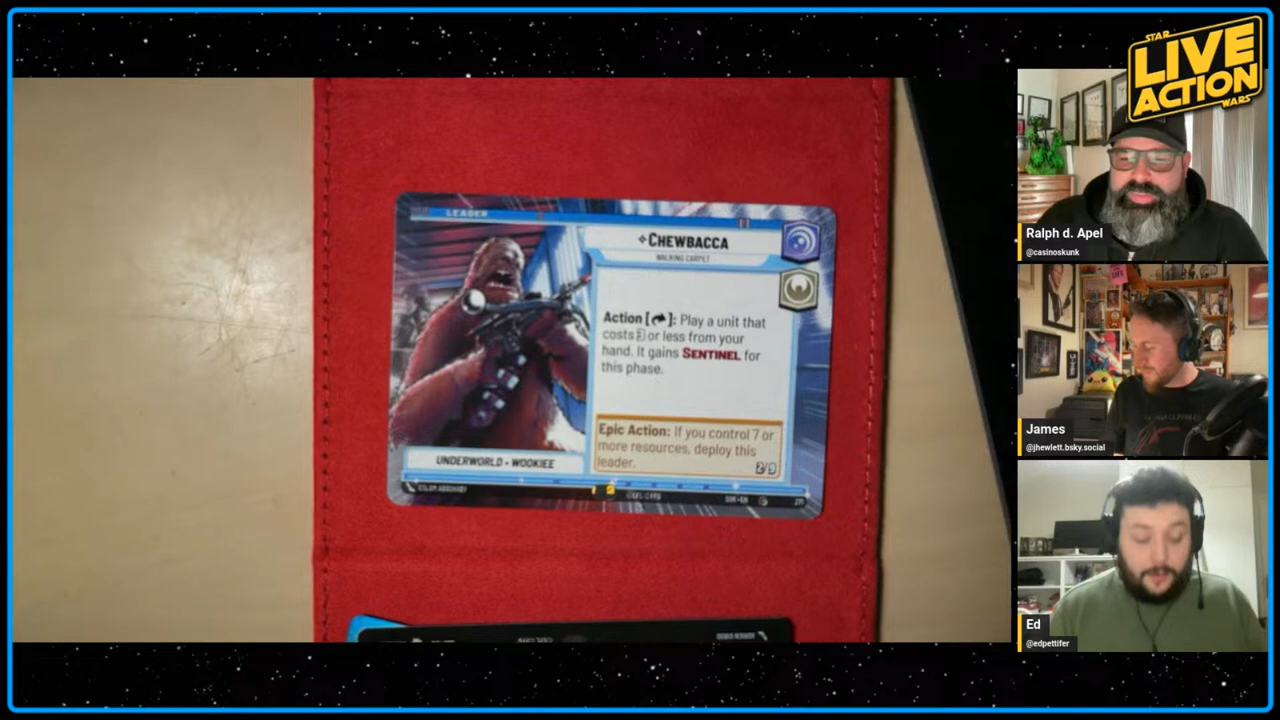 LEADER
CHEWBACCA
WALKING CARPET
Action [ ]: Play a unit that
costs 3 or less from your
hand. It gains SENTINEL for
this phase.
Epic Action: If you control 7 or
more resources, deploy this
leader.
UNDERWORLD • WOOKIEE
STAR
LIVE
ACTION
WARS
Ralph d. Apel
@casinoskunk
James
@jhewlett.bsky.social
Ed
@edpettifer